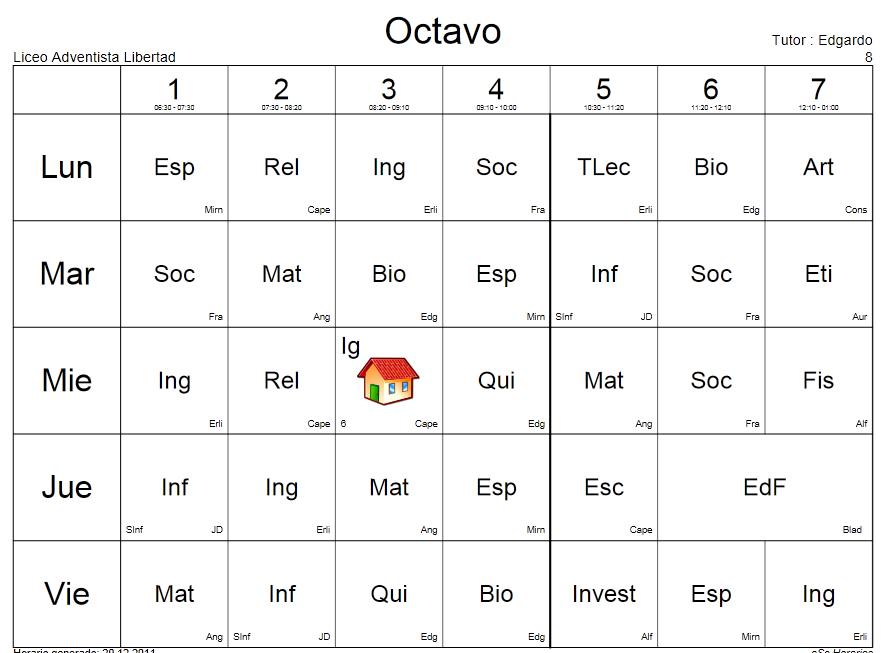 Octavo
Tutor : Edgardo
Liceo Adventista Libertad 8
1 2 3 4 5 6 7
06:30 - 07:30 07:30 - 08:20 08:20 - 09:10 09:10 - 10:00 10:30 - 11:20 11:20 - 12:10 12:10 - 01:00
Lun Esp Rel Ing Soc TLec Bio Art
Mirn Cape Erli Fra Erli Edg Cons
Mar Soc Mat Bio Esp Inf Soc Eti
Fra Ang Edg Mirn SInf JD Fra Aur
Ig
Mie Ing Rel Qui Mat Soc Fis
Erli Cape 6 Cape Edg Ang Fra Alf
Jue Inf Ing Mat Esp Esc EdF
SInf JD Erli Ang Mirn Cape Blad
Vie Mat Inf Qui Bio Invest Esp Ing
Ang SInf JD Edg Edg Alf Mirn Erli
Horario generado: 20.12.2011 aSc Horarios